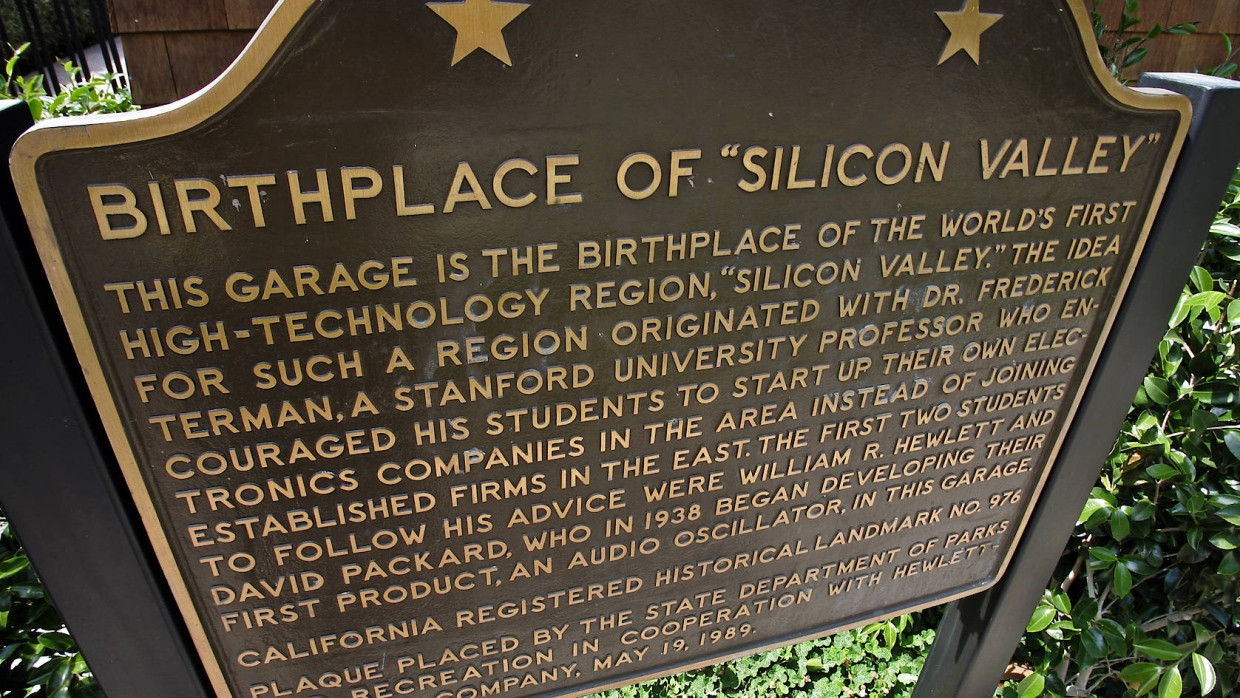 BIRTHPLACE OF "SILICON VALLEY"
THIS GARAGE IS THE BIRTHPLACE OF THE WORLD'S FIRST
HIGH-TECHNOLOGY REGION, "SILICON VALLEY." THE IDEA
FOR SUCH A REGION ORIGINATED WITH DR. FREDERICK
TERMAN, A STANFORD UNIVERSITY PROFESSOR WHO EN-
COURAGED HIS STUDENTS TO START UP THEIR OWN ELEC-
TRONICS COMPANIES IN THE AREA INSTEAD OF JOINING
ESTABLISHED FIRMS IN THE EAST. THE FIRST TWO STUDENTS
TO FOLLOW HIS ADVICE WERE WILLIAM R. HEWLETT AND
DAVID PACKARD, WHO IN 1938 BEGAN DEVELOPING THEIR
FIRST PRODUCT, AN AUDIO OSCILLATOR, IN THIS GARAGE.
CALIFORNIA REGISTERED HISTORICAL LANDMARK NO. 976
PLAQUE PLACED BY THE STATE DEPARTMENT OF PARKS
RECREATION IN COOPERATION WITH HEWLETT-
COMPANY, MAY 19, 1989.